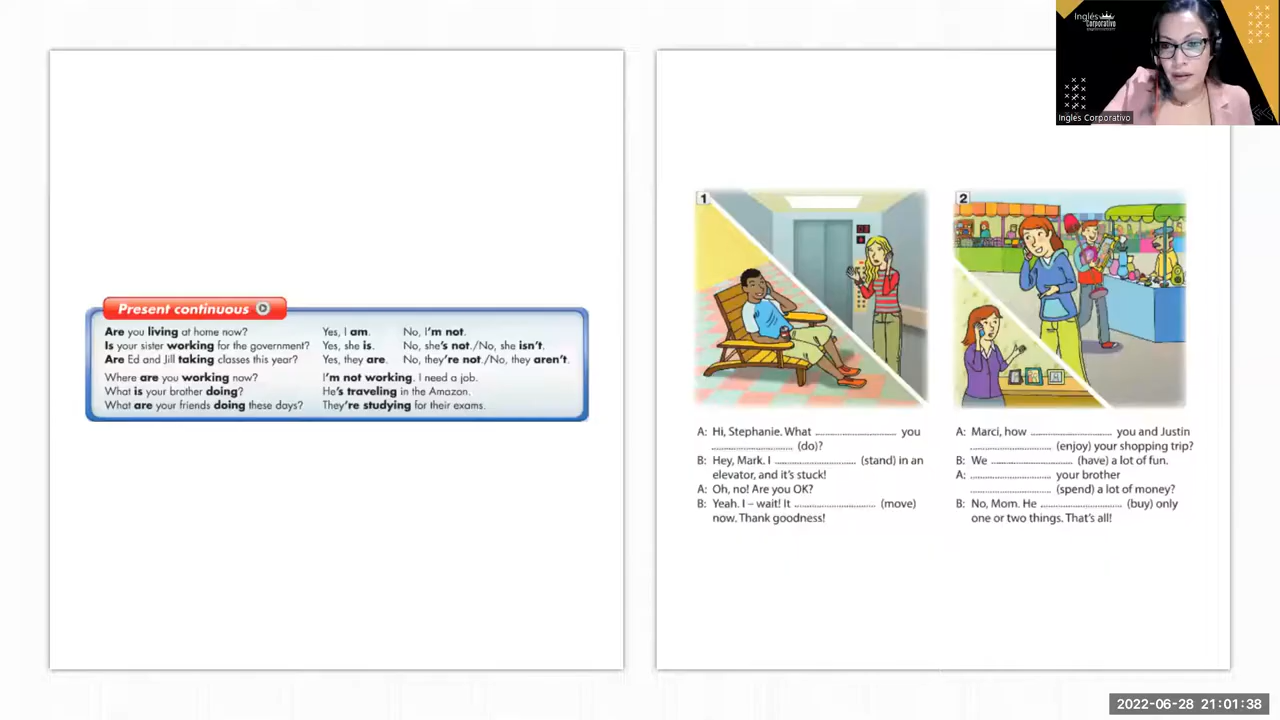 Inglés
Corporativo
Inglés Corporativo
Present continuous
Are you living at home now? Yes, I am. No, I'm not.
Is your sister working for the government? Yes, she is. No, she's not./No, she isn't.
Are Ed and Jill taking classes this year? Yes, they are. No, they're not./No, they aren't.
Where are you working now? I'm not working. I need a job.
What is your brother doing? He's traveling in the Amazon.
What are your friends doing these days? They're studying for their exams.
1
A: Hi, Stephanie. What .............................. you
.............................. (do)?
B: Hey, Mark. I .............................. (stand) in an
elevator, and it's stuck!
A: Oh, no! Are you OK?
B: Yeah. I – wait! It .............................. (move)
now. Thank goodness!
2
A: Marci, how .............................. you and Justin
.............................. (enjoy) your shopping trip?
B: We .............................. (have) a lot of fun.
A: .............................. your brother
.............................. (spend) a lot of money?
B: No, Mom. He .............................. (buy) only
one or two things. That's all!
2022-06-28 21:01:38